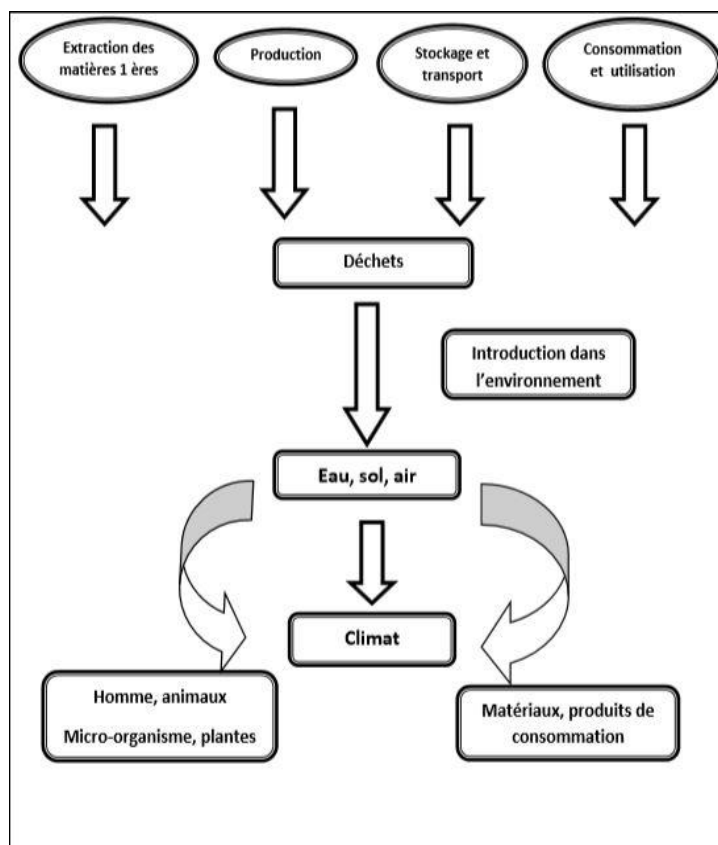 Extraction des
matières 1 ères
Production
Stockage et
transport
Consommation
et utilisation
Déchets
Introduction dans
l'environnement
Eau, sol, air
Climat
Homme, animaux
Micro-organisme, plantes
Matériaux, produits de
consommation